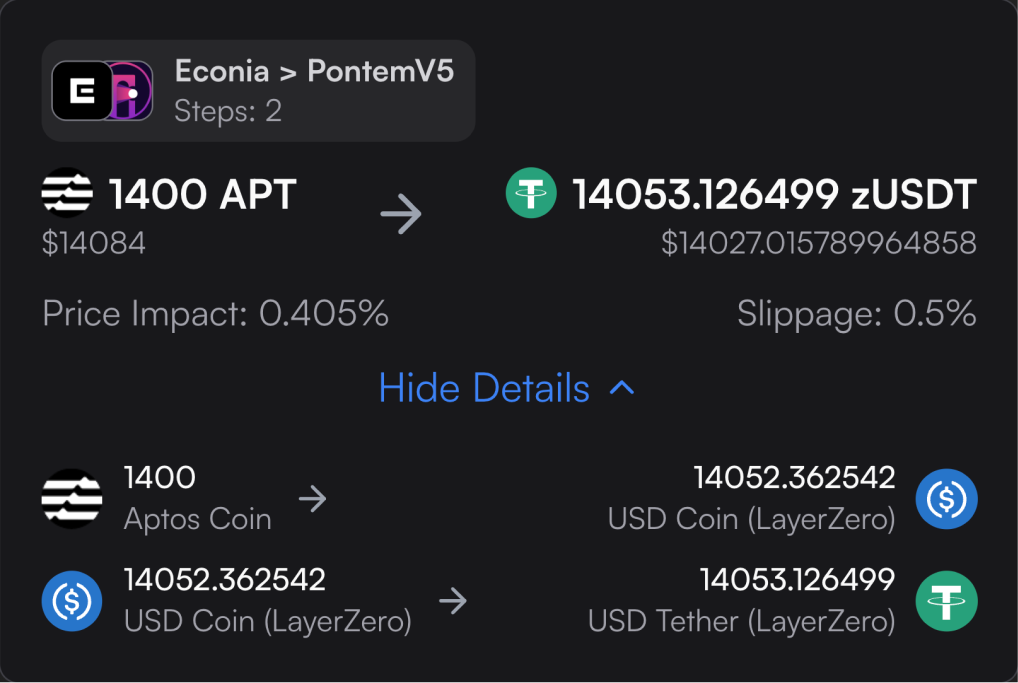 Econia > PontemV5
Steps: 2
1400 APT
$14084
14053.126499 zUSDT
$14027.015789964858
Price Impact: 0.405%
Slippage: 0.5%
Hide Details
1400
Aptos Coin
14052.362542
USD Coin (LayerZero)
14052.362542
USD Coin (LayerZero)
14053.126499
USD Tether (LayerZero)